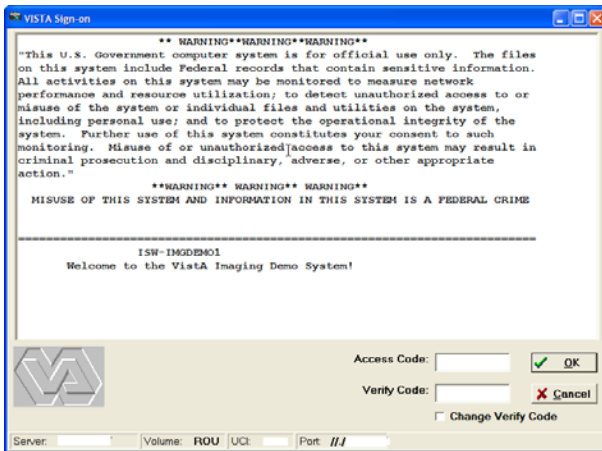 VISTA Sign-on
** WARNING**WARNING**WARNING**
"This U.S. Government computer system is for official use only. The files
on this system include Federal records that contain sensitive information.
All activities on this system may be monitored to measure network
performance and resource utilization; to detect unauthorized access to or
misuse of the system or individual files and utilities on the system,
including personal use; and to protect the operational integrity of the
system. Further use of this system constitutes your consent to such
monitoring. Misuse of or unauthorized access to this system may result in
criminal prosecution and disciplinary, adverse, or other appropriate
action."
**WARNING** WARNING** WARNING**
MISUSE OF THIS SYSTEM AND INFORMATION IN THIS SYSTEM IS A FEDERAL CRIME
ISW-IMGDEMO1
Welcome to the VistA Imaging Demo System!
Access Code:
OK
Verify Code:
Cancel
Change Verify Code
Server: Volume: ROU UCI: Port: //./